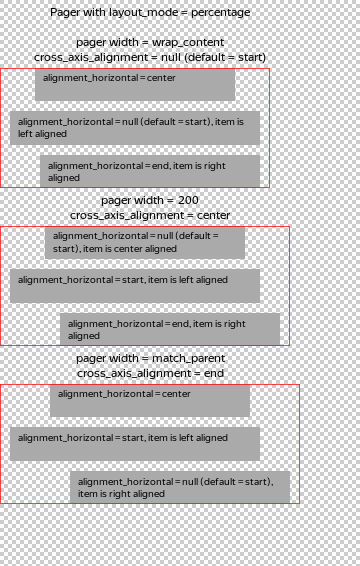 Pager with layout_mode = percentage
pager width = wrap_content
cross_axis_alignment = null (default = start)
alignment_horizontal = center
alignment_horizontal = null (default = start), item is
left aligned
alignment_horizontal = end, item is right
aligned
pager width = 200
cross_axis_alignment = center
alignment_horizontal = null (default =
start), item is center aligned
alignment_horizontal = start, item is left aligned
alignment_horizontal = end, item is right
aligned
pager width = match_parent
cross_axis_alignment = end
alignment_horizontal = center
alignment_horizontal = start, item is left aligned
alignment_horizontal = null (default = start),
item is right aligned